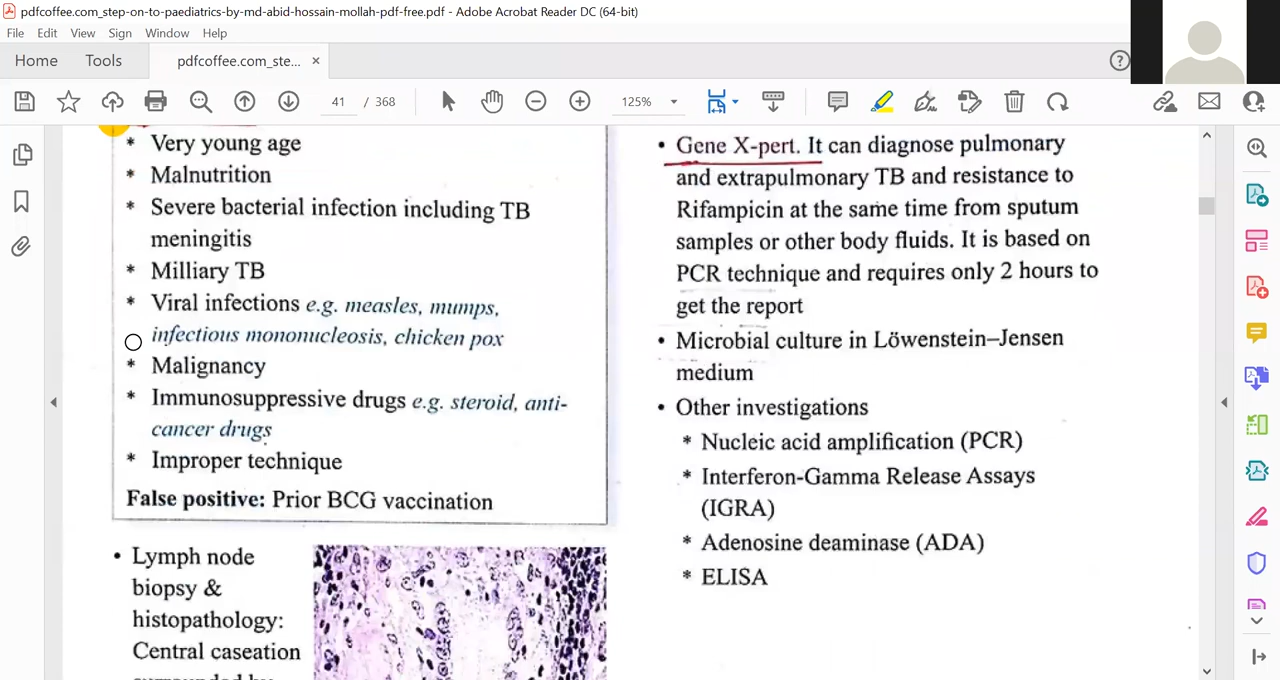 pdfcoffee.com_step-on-to-paediatrics-by-md-abid-hossain-mollah-pdf-free.pdf - Adobe Acrobat Reader DC (64-bit)
File Edit View Sign Window Help
Home Tools pdfcoffee.com_ste... ×
41 / 368 125%
* Very young age
* Malnutrition
* Severe bacterial infection including TB
meningitis
* Milliary TB
* Viral infections e.g. measles, mumps,
infectious mononucleosis, chicken pox
* Malignancy
* Immunosuppressive drugs e.g. steroid, anti-
cancer drugs
* Improper technique
False positive: Prior BCG vaccination
• Lymph node
biopsy &
histopathology:
Central caseation
• Gene X-pert. It can diagnose pulmonary
and extrapulmonary TB and resistance to
Rifampicin at the same time from sputum
samples or other body fluids. It is based on
PCR technique and requires only 2 hours to
get the report
• Microbial culture in Löwenstein–Jensen
medium
• Other investigations
* Nucleic acid amplification (PCR)
* Interferon-Gamma Release Assays
(IGRA)
* Adenosine deaminase (ADA)
* ELISA